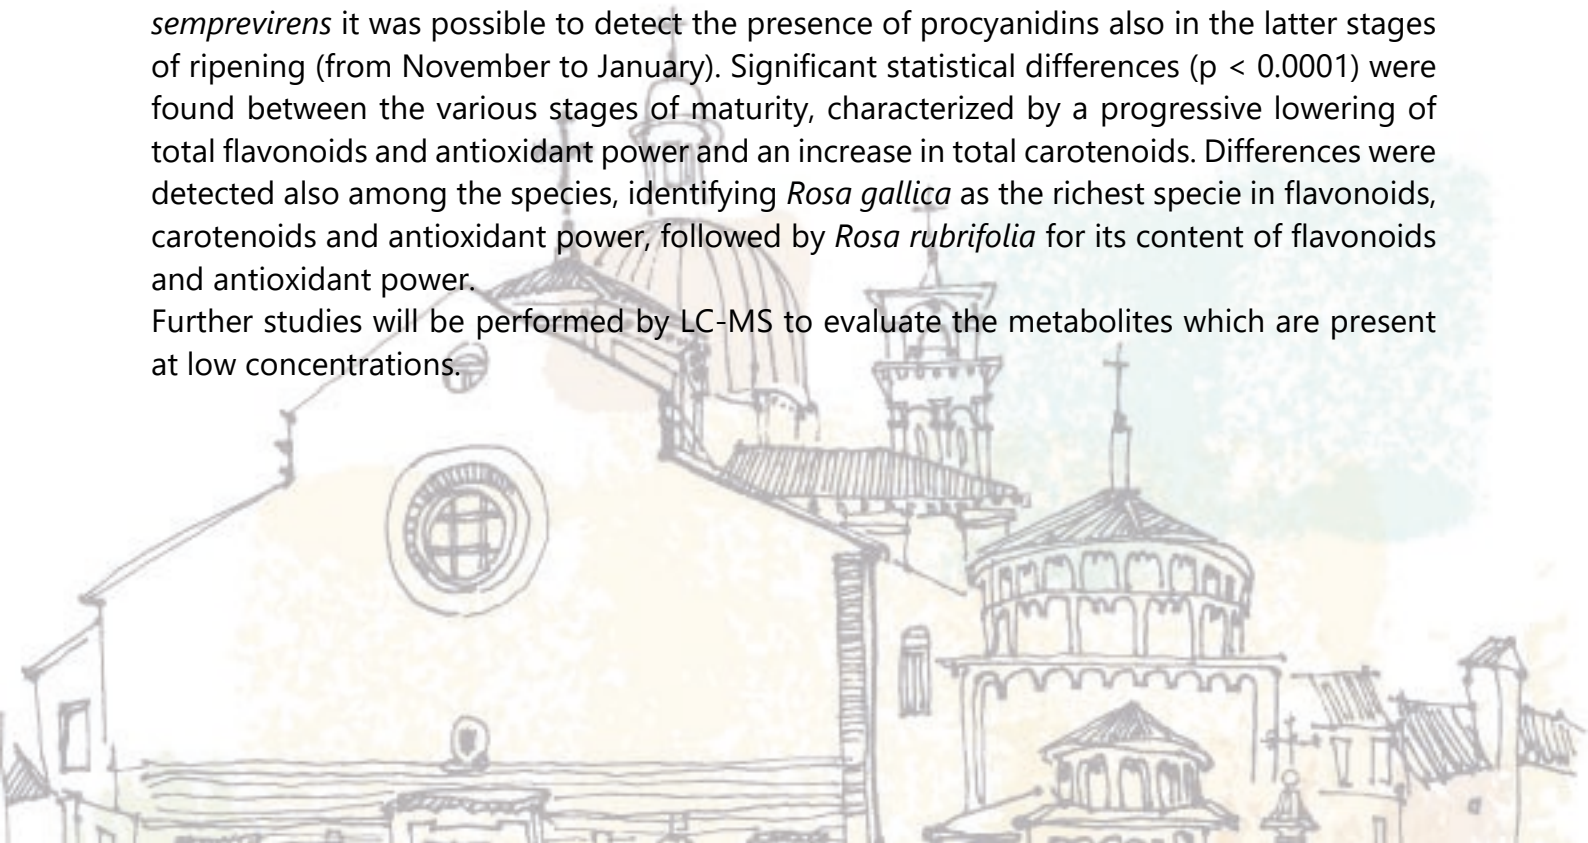 semprevirens it was possible to detect the presence of procyanidins also in the latter stages
of ripening (from November to January). Significant statistical differences (p < 0.0001) were
found between the various stages of maturity, characterized by a progressive lowering of
total flavonoids and antioxidant power and an increase in total carotenoids. Differences were
detected also among the species, identifying Rosa gallica as the richest specie in flavonoids,
carotenoids and antioxidant power, followed by Rosa rubrifolia for its content of flavonoids
and antioxidant power.
Further studies will be performed by LC-MS to evaluate the metabolites which are present
at low concentrations.